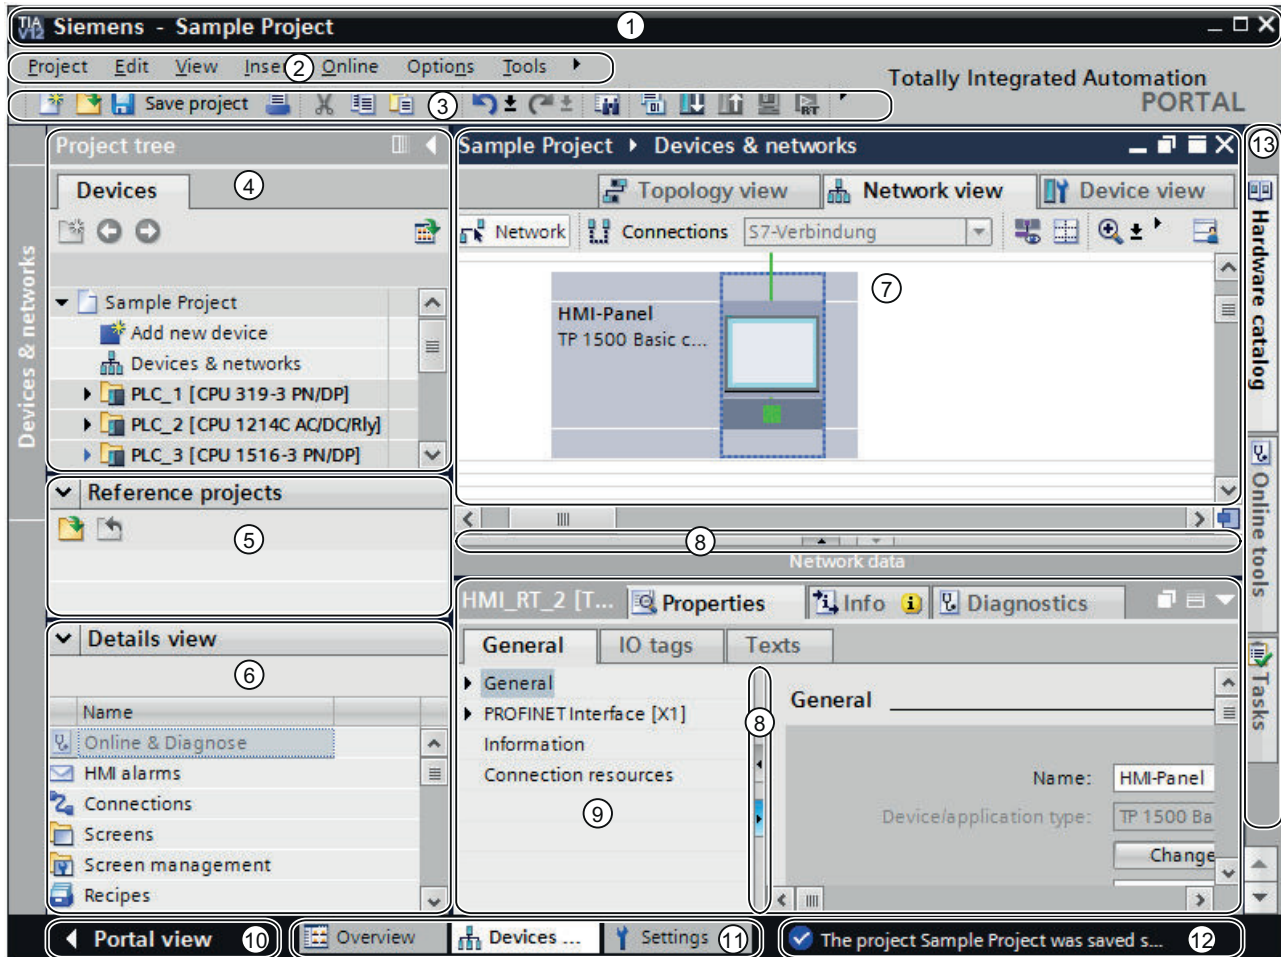 TIA V12 Siemens - Sample Project 1
Project Edit View Inser 2 Online Options Tools
Totally Integrated Automation
PORTAL
Save project 3
Devices & networks
Project tree
Devices 4
Sample Project
Add new device
Devices & networks
PLC_1 [CPU 319-3 PN/DP]
PLC_2 [CPU 1214C AC/DC/Rly]
PLC_3 [CPU 1516-3 PN/DP]
Reference projects
5
Details view
6
Name
Online & Diagnose
HMI alarms
Connections
Screens
Screen management
Recipes
Sample Project Devices & networks
Topology view Network view Device view
Network Connections S7-Verbindung
7
HMI-Panel
TP 1500 Basic c...
8
Network data
HMI_RT_2 [T... Properties Info Diagnostics
General IO tags Texts
General
PROFINET Interface [X1]
Information
Connection resources
9
8
General
Name: HMI-Panel
Device/application type: TP 1500 Ba
Change
13
Hardware catalog
Online tools
Tasks
Portal view 10
Overview Devices ... Settings 11
The project Sample Project was saved s... 12